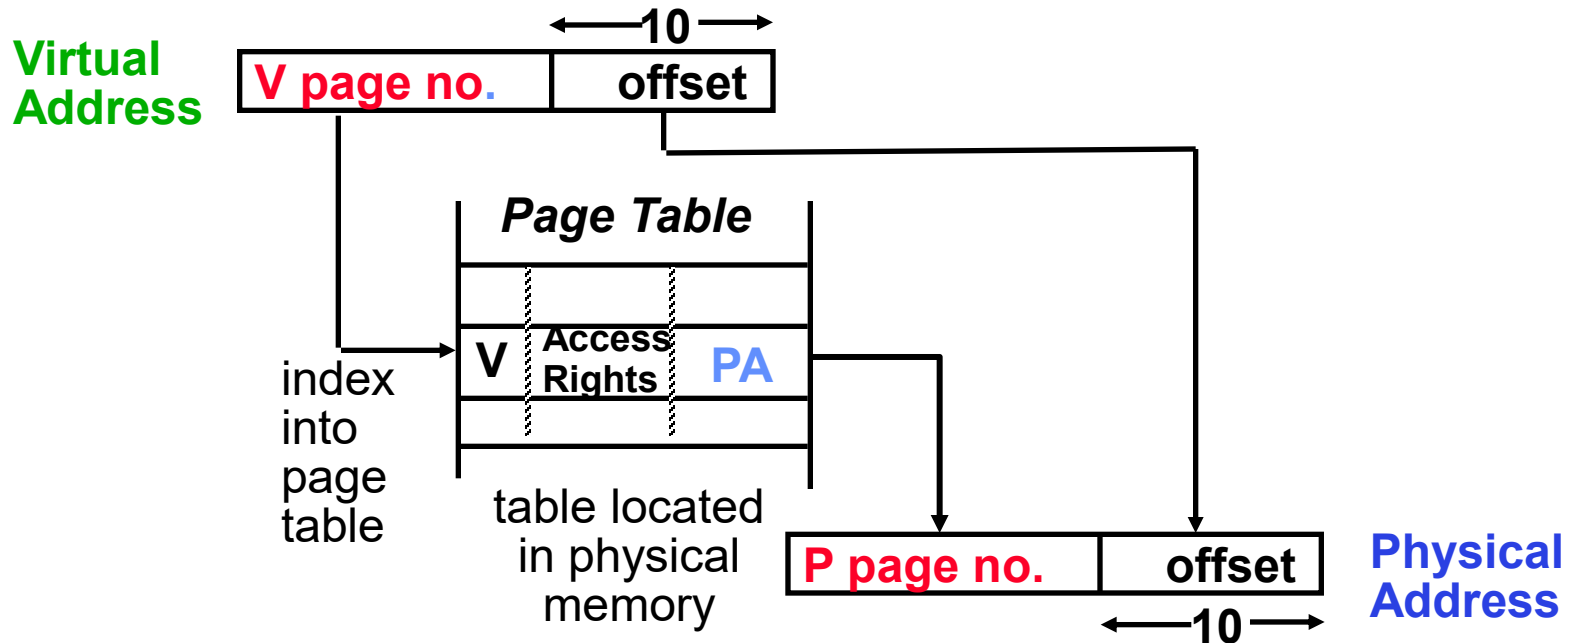 10
Virtual
Address
V page no.
offset
Page Table
V
Access
Rights
PA
index
into
page
table
table located
in physical
memory
P page no.
offset
Physical
Address
10